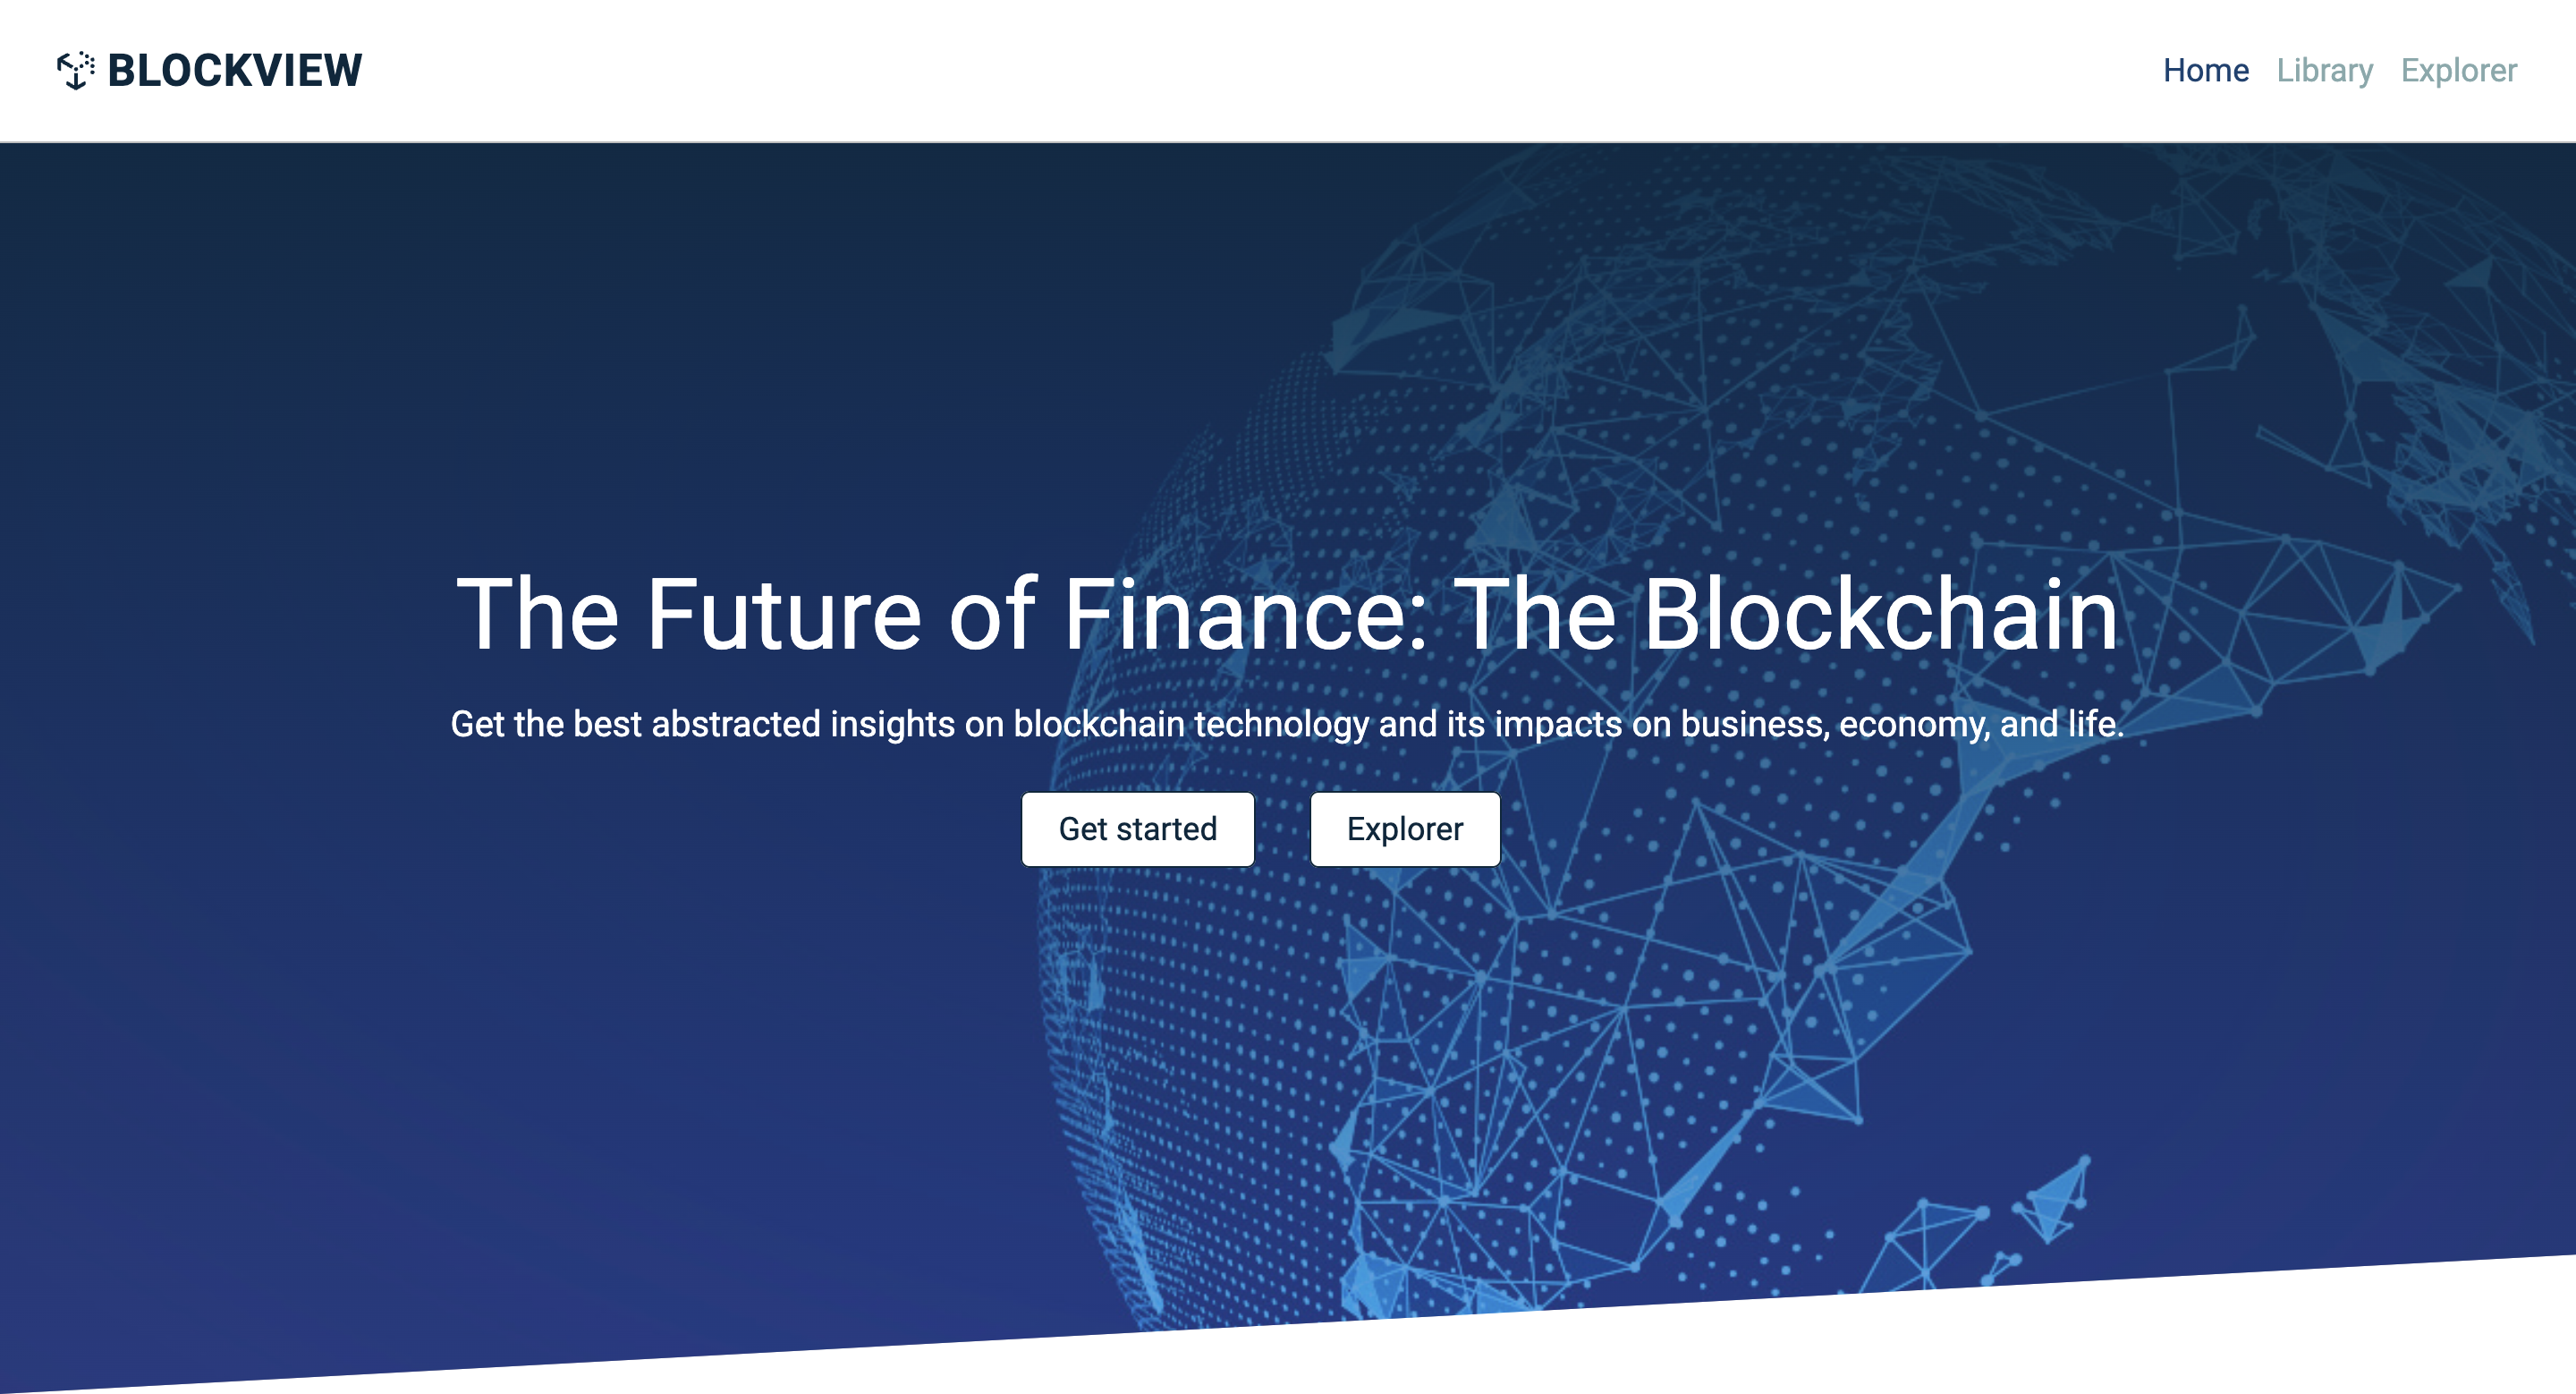 BLOCKVIEW
Home Library Explorer
The Future of Finance: The Blockchain
Get the best abstracted insights on blockchain technology and its impacts on business, economy, and life.
Get started Explorer